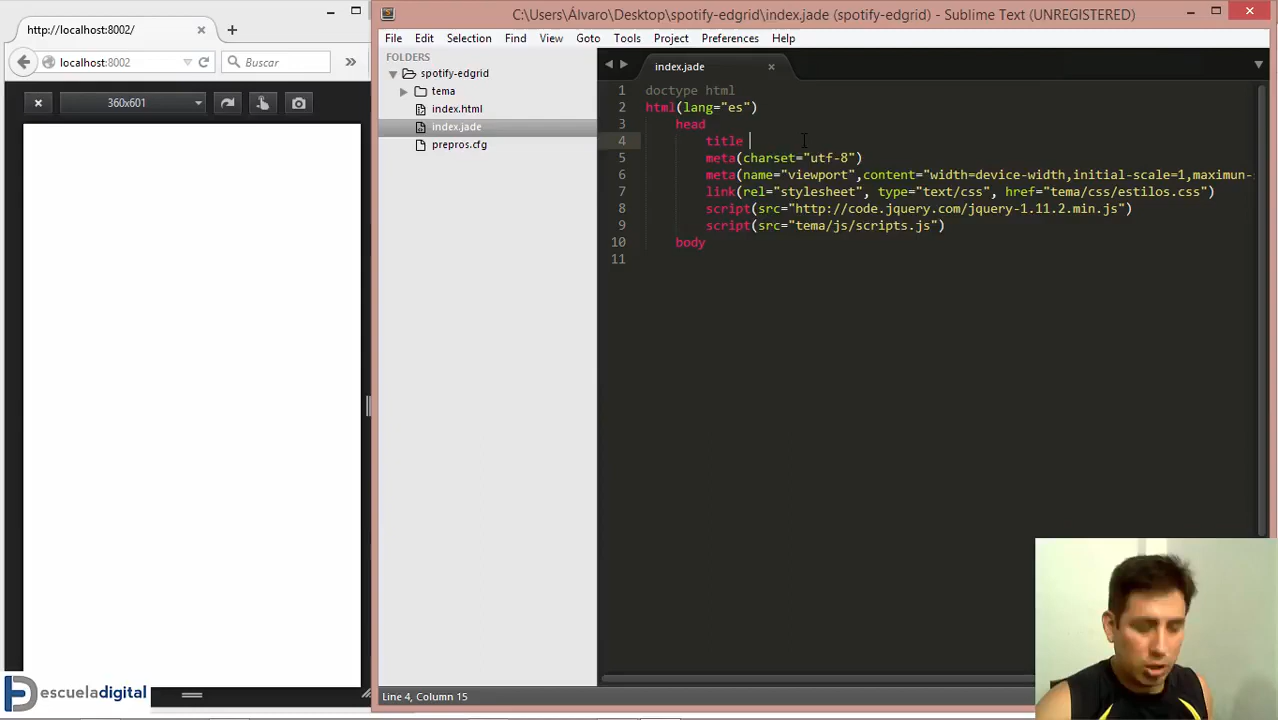 http://localhost:8002/
localhost:8002
Buscar
360x601
C:\Users\Álvaro\Desktop\spotify-edgrid\index.jade (spotify-edgrid) - Sublime Text (UNREGISTERED)
File Edit Selection Find View Goto Tools Project Preferences Help
FOLDERS
spotify-edgrid
tema
index.html
index.jade
prepros.cfg
index.jade
1 doctype html
2 html(lang="es")
3 head
4 title
5 meta(charset="utf-8")
6 meta(name="viewport",content="width=device-width,initial-scale=1,maximun-
7 link(rel="stylesheet", type="text/css", href="tema/css/estilos.css")
8 script(src="http://code.jquery.com/jquery-1.11.2.min.js")
9 script(src="tema/js/scripts.js")
10 body
11
Line 4, Column 15
escueladigital